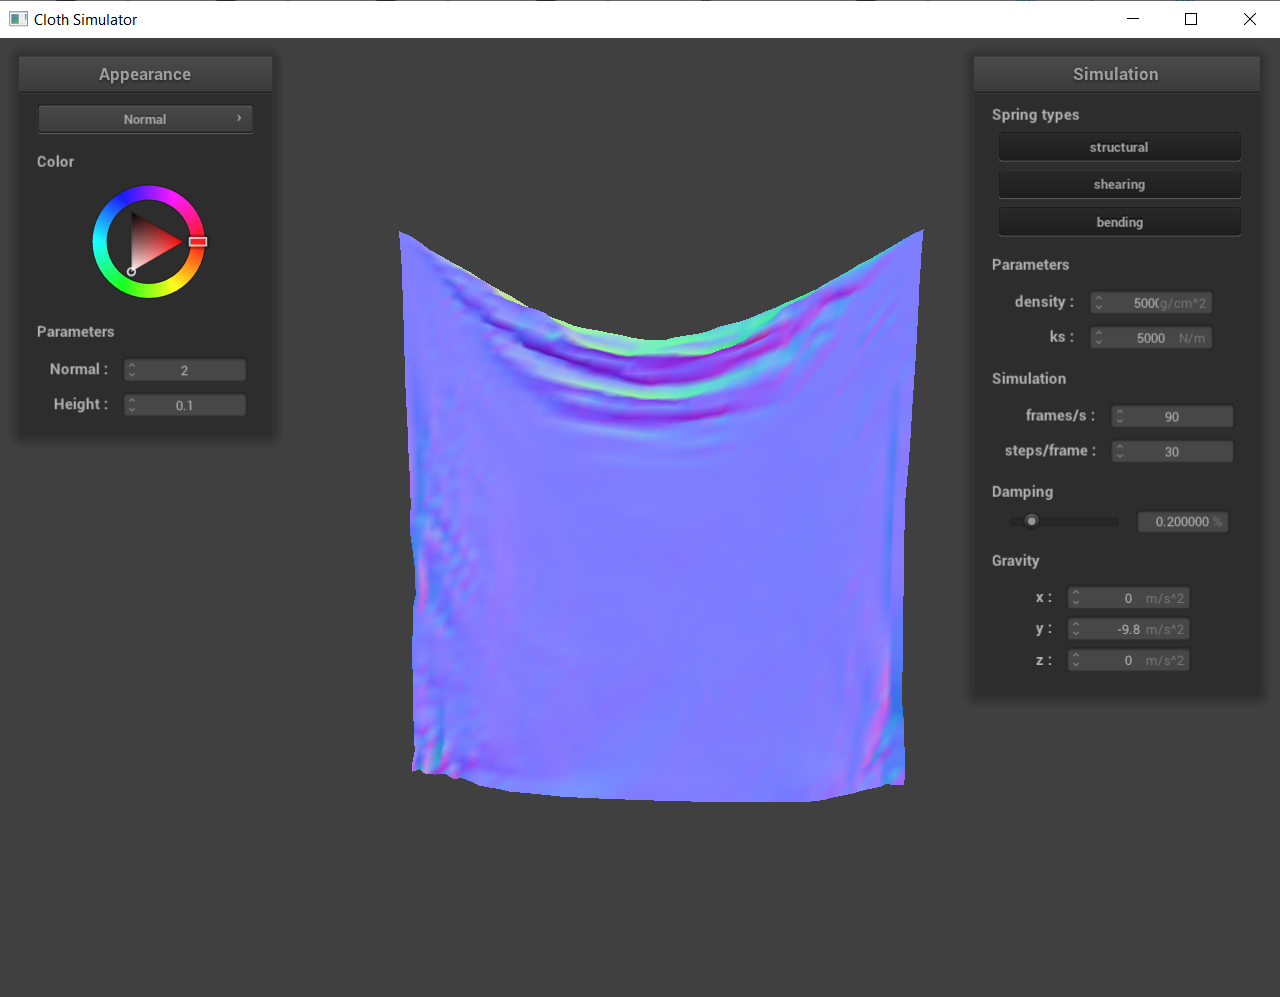 Cloth Simulator
Appearance
Normal
Color
Parameters
Normal : 2
Height : 0.1
Simulation
Spring types
structural
shearing
bending
Parameters
density : 500 g/cm^2
ks : 5000 N/m
Simulation
frames/s : 90
steps/frame : 30
Damping
0.200000 %
Gravity
x : 0 m/s^2
y : -9.8 m/s^2
z : 0 m/s^2